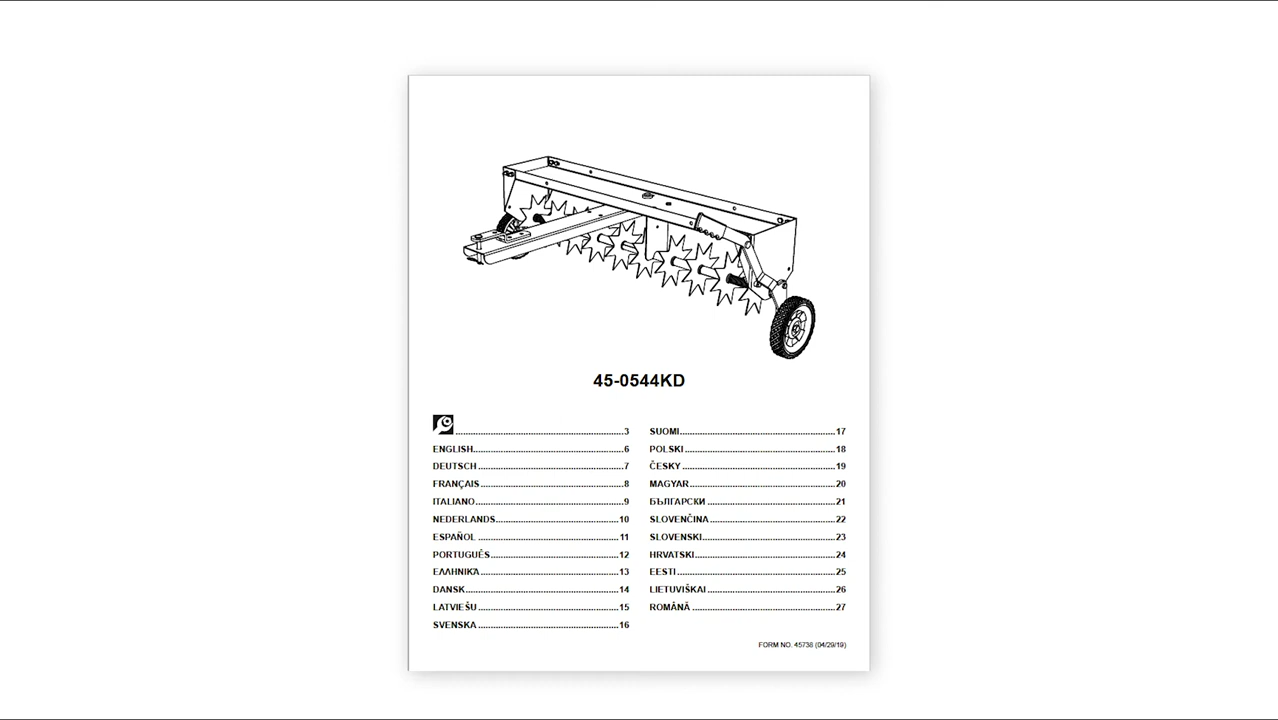 45-0544KD
..........3
ENGLISH..........6
DEUTSCH..........7
FRANÇAIS..........8
ITALIANO..........9
NEDERLANDS..........10
ESPAÑOL..........11
PORTUGUÊS..........12
ΕΛΛΗΝΙΚΆ..........13
DANSK..........14
LATVIEŠU..........15
SVENSKA..........16
SUOMI..........17
POLSKI..........18
ČESKY..........19
MAGYAR..........20
БЪЛГАРСКИ..........21
SLOVENČINA..........22
SLOVENSKI..........23
HRVATSKI..........24
EESTI..........25
LIETUVIŠKAI..........26
ROMÂNĂ..........27
FORM NO. 45738 (04/29/19)